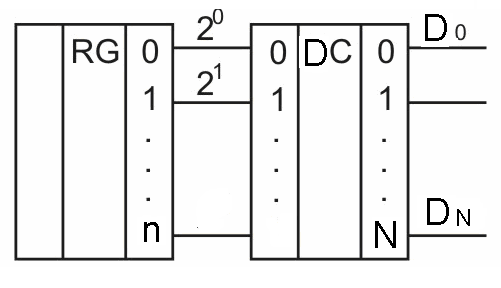 RG 0 2⁰ 0 DC 0 D₀
1 2¹ 1 1
. . .
. . .
. . .
n N D_N